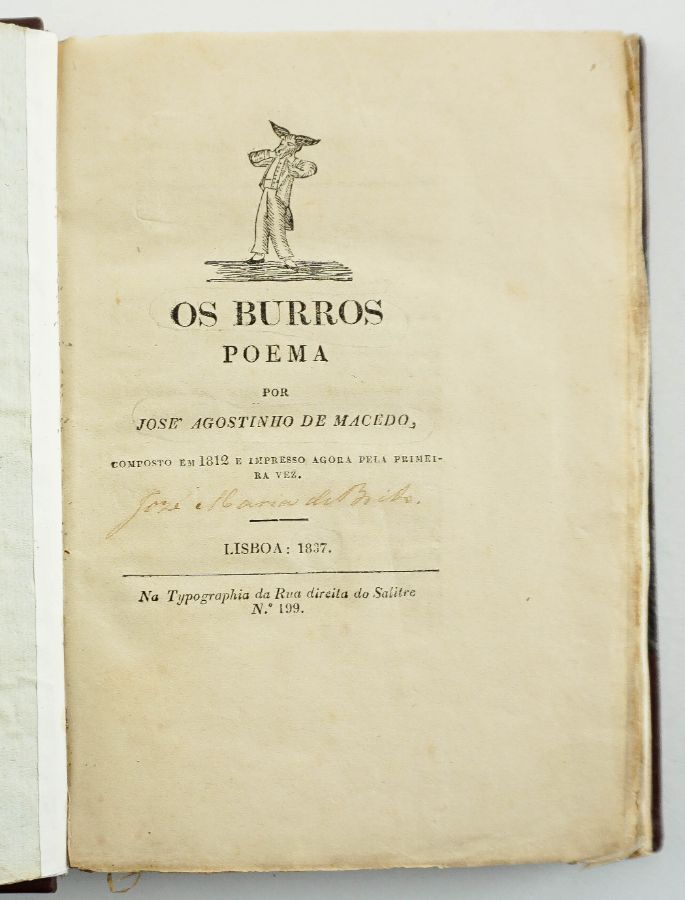 OS BURROS
POEMA
POR
JOSE' AGOSTINHO DE MACEDO,
COMPOSTO EM 1812 E IMPRESSO AGORA PELA PRIMEI-
RA VEZ.
José Maria de Brito.
LISBOA: 1837.
Na Typographia da Rua direita do Salitre
N.º 199.